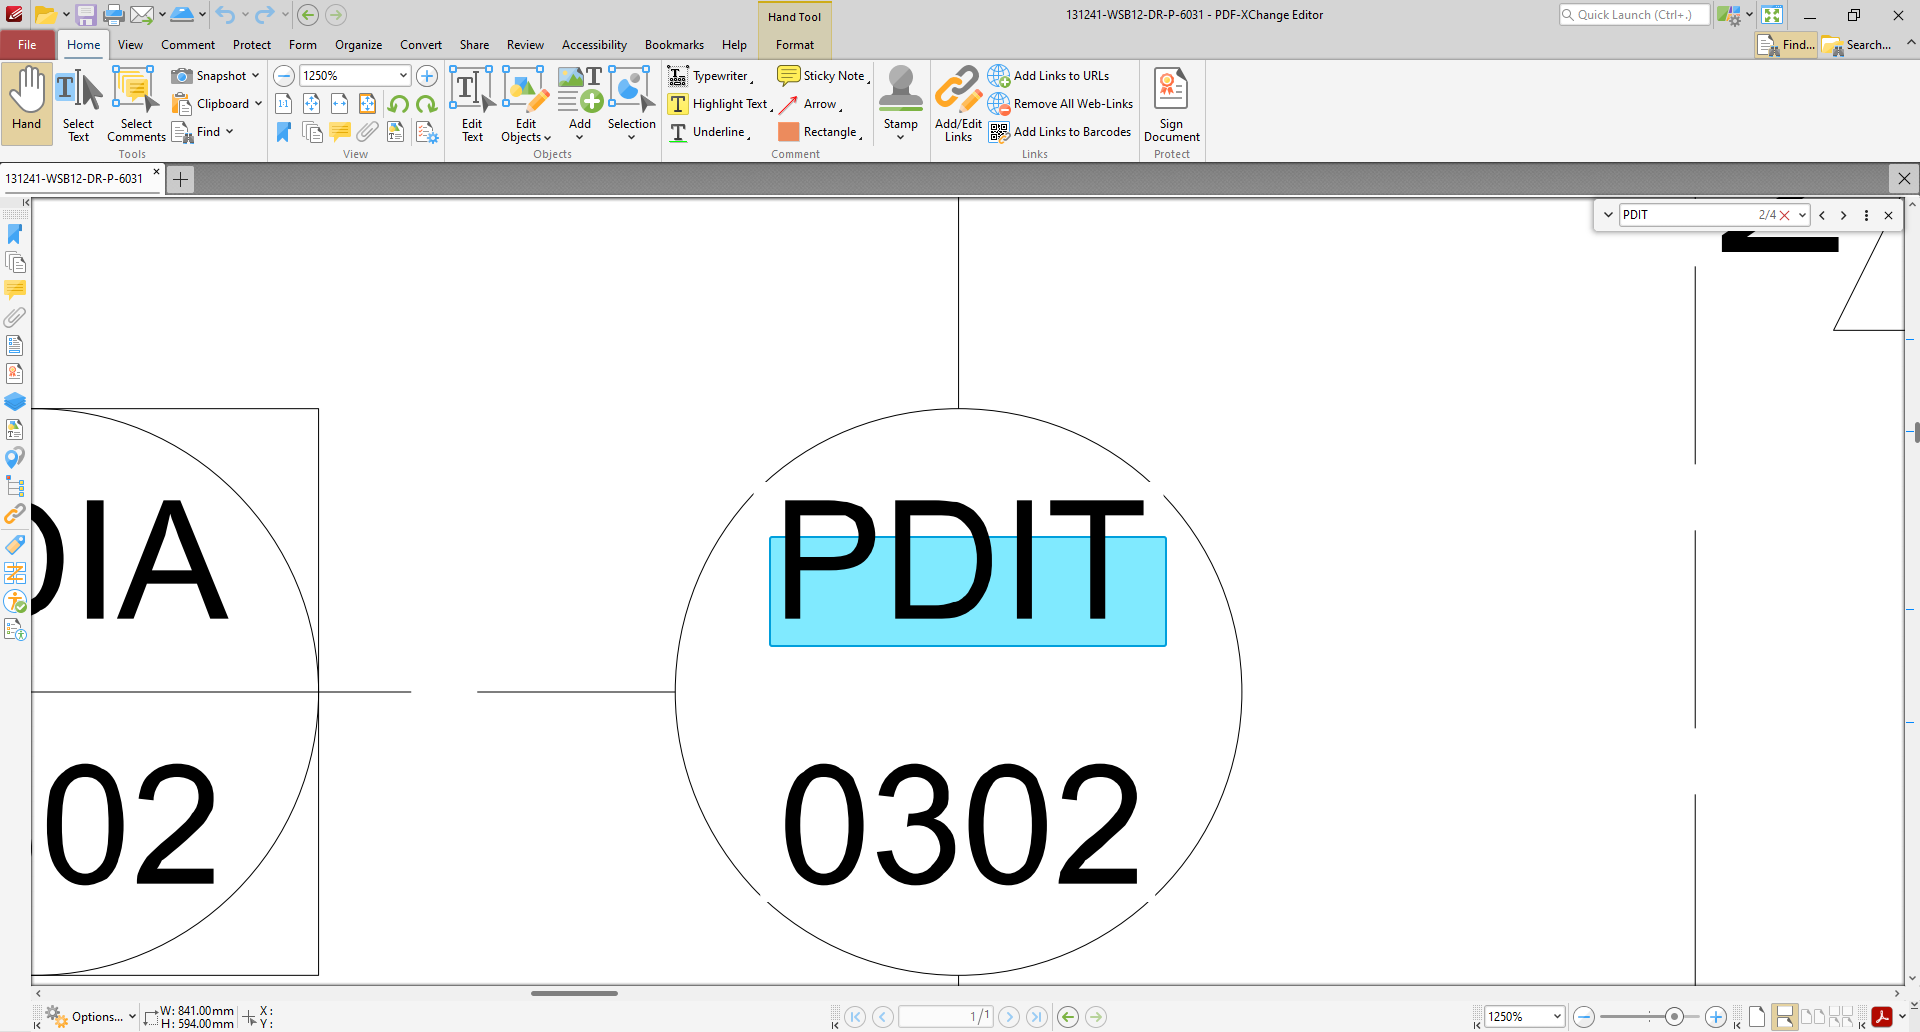 Hand Tool
131241-WSB12-DR-P-6031 - PDF-XChange Editor
Quick Launch (Ctrl+.)
File
Home
View
Comment
Protect
Form
Organize
Convert
Share
Review
Accessibility
Bookmarks
Help
Format
Find...
Search...
Hand
Select Text
Select Comments
Snapshot
Clipboard
Find
Tools
1250%
1:1
View
Edit Text
Edit Objects
Add
Selection
Objects
Typewriter
Highlight Text
Underline
Sticky Note
Arrow
Rectangle
Stamp
Comment
Add/Edit Links
Add Links to URLs
Remove All Web-Links
Add Links to Barcodes
Links
Sign Document
Protect
131241-WSB12-DR-P-6031
PDIT
2/4
DIA
02
PDIT
0302
Options...
W: 841.00mm
H: 594.00mm
X:
Y:
1/1
1250%